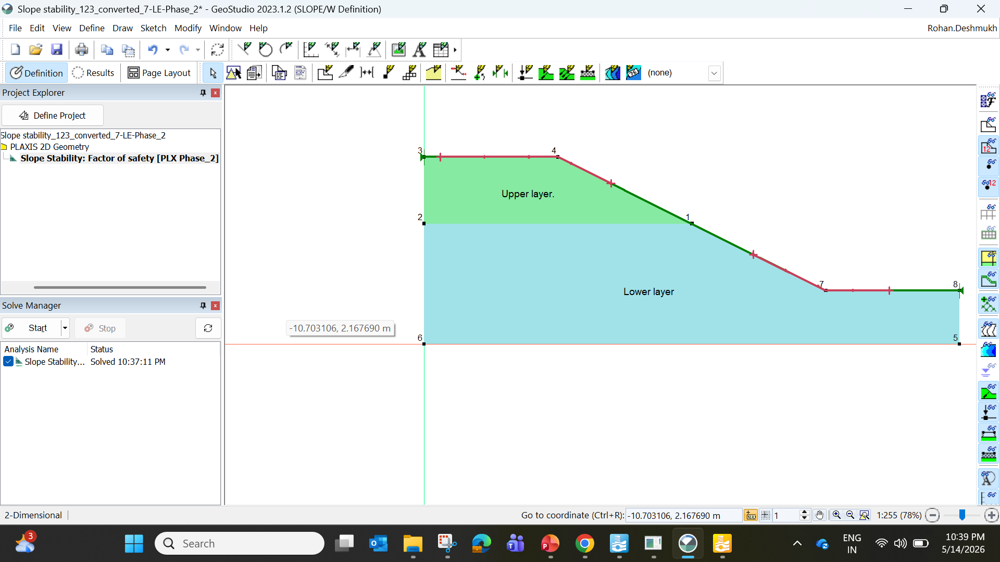 Slope stability_123_converted_7-LE-Phase_2* - GeoStudio 2023.1.2 (SLOPE/W Definition)
File Edit View Define Draw Sketch Modify Window Help
Rohan.Deshmukh
Definition Results Page Layout
(none)
Project Explorer
Define Project
Slope stability_123_converted_7-LE-Phase_2
PLAXIS 2D Geometry
Slope Stability: Factor of safety [PLX Phase_2]
Solve Manager
Start Stop
Analysis Name Status
Slope Stability... Solved 10:37:11 PM
3 4
Upper layer.
2 1
7 8
Lower layer
-10.703106, 2.167690 m
6 5
2-Dimensional
Go to coordinate (Ctrl+R): -10.703106, 2.167690 m
1
1:255 (78%)
3
Search
ENG
IN
10:39 PM
5/14/2026